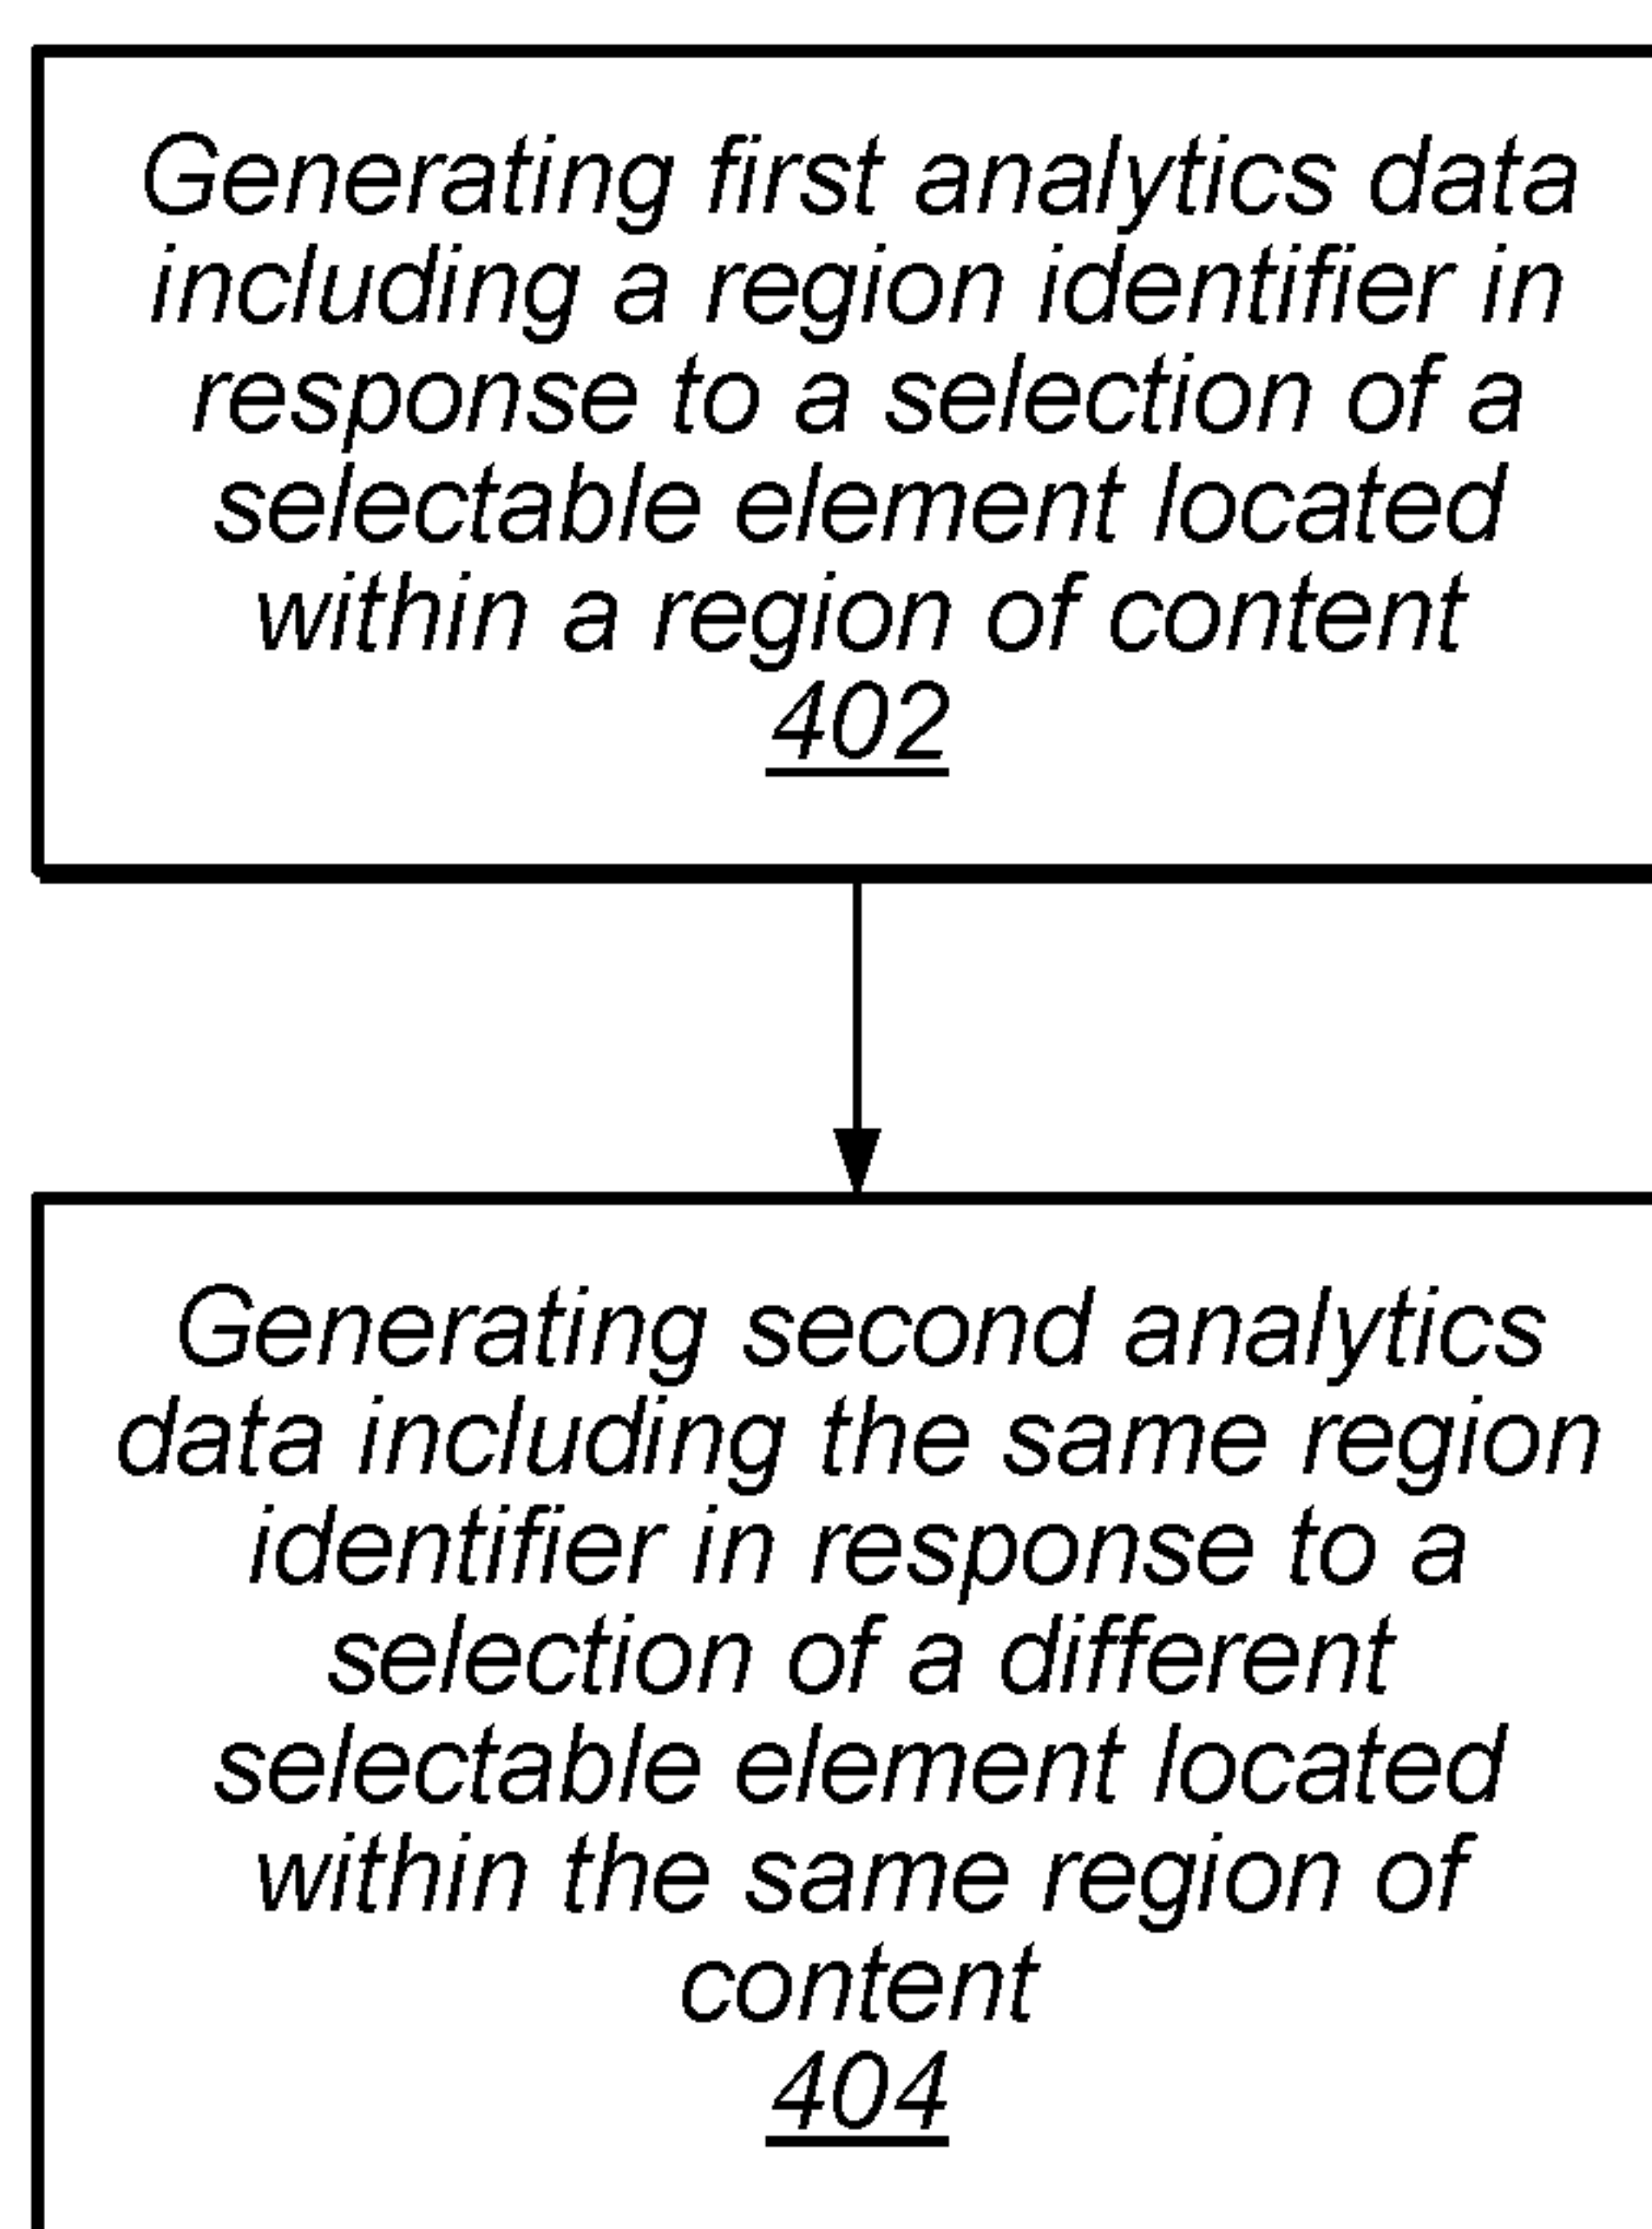 Generating first analytics data
including a region identifier in
response to a selection of a
selectable element located
within a region of content
402
Generating second analytics
data including the same region
identifier in response to a
selection of a different
selectable element located
within the same region of
content
404